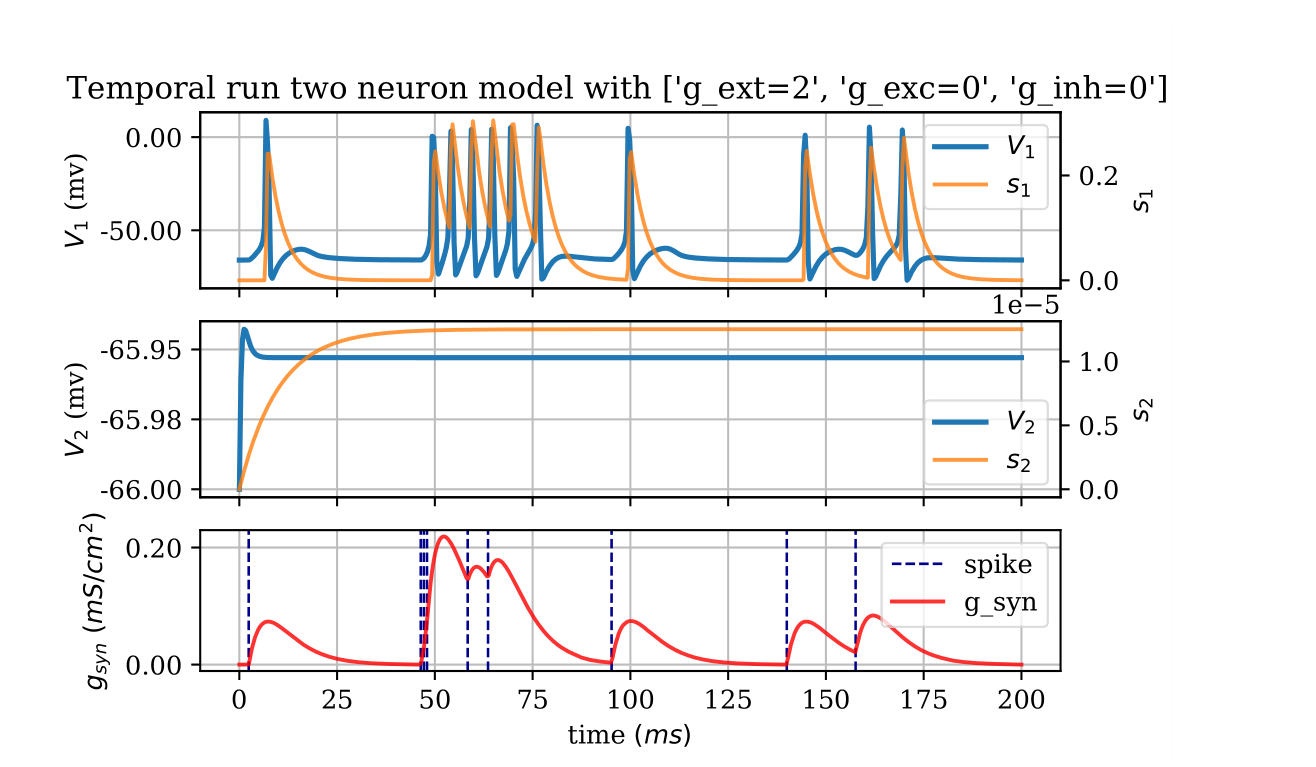 Temporal run two neuron model with ['g_ext=2', 'g_exc=0', 'g_inh=0']
0.00
-50.00
V₁ (mv)
V₁
s₁
0.2
0.0
s₁
1e−5
-65.95
-65.98
-66.00
V₂ (mv)
V₂
s₂
1.0
0.5
0.0
s₂
0.20
0.00
g_syn (mS/cm²)
spike
g_syn
0 25 50 75 100 125 150 175 200
time (ms)